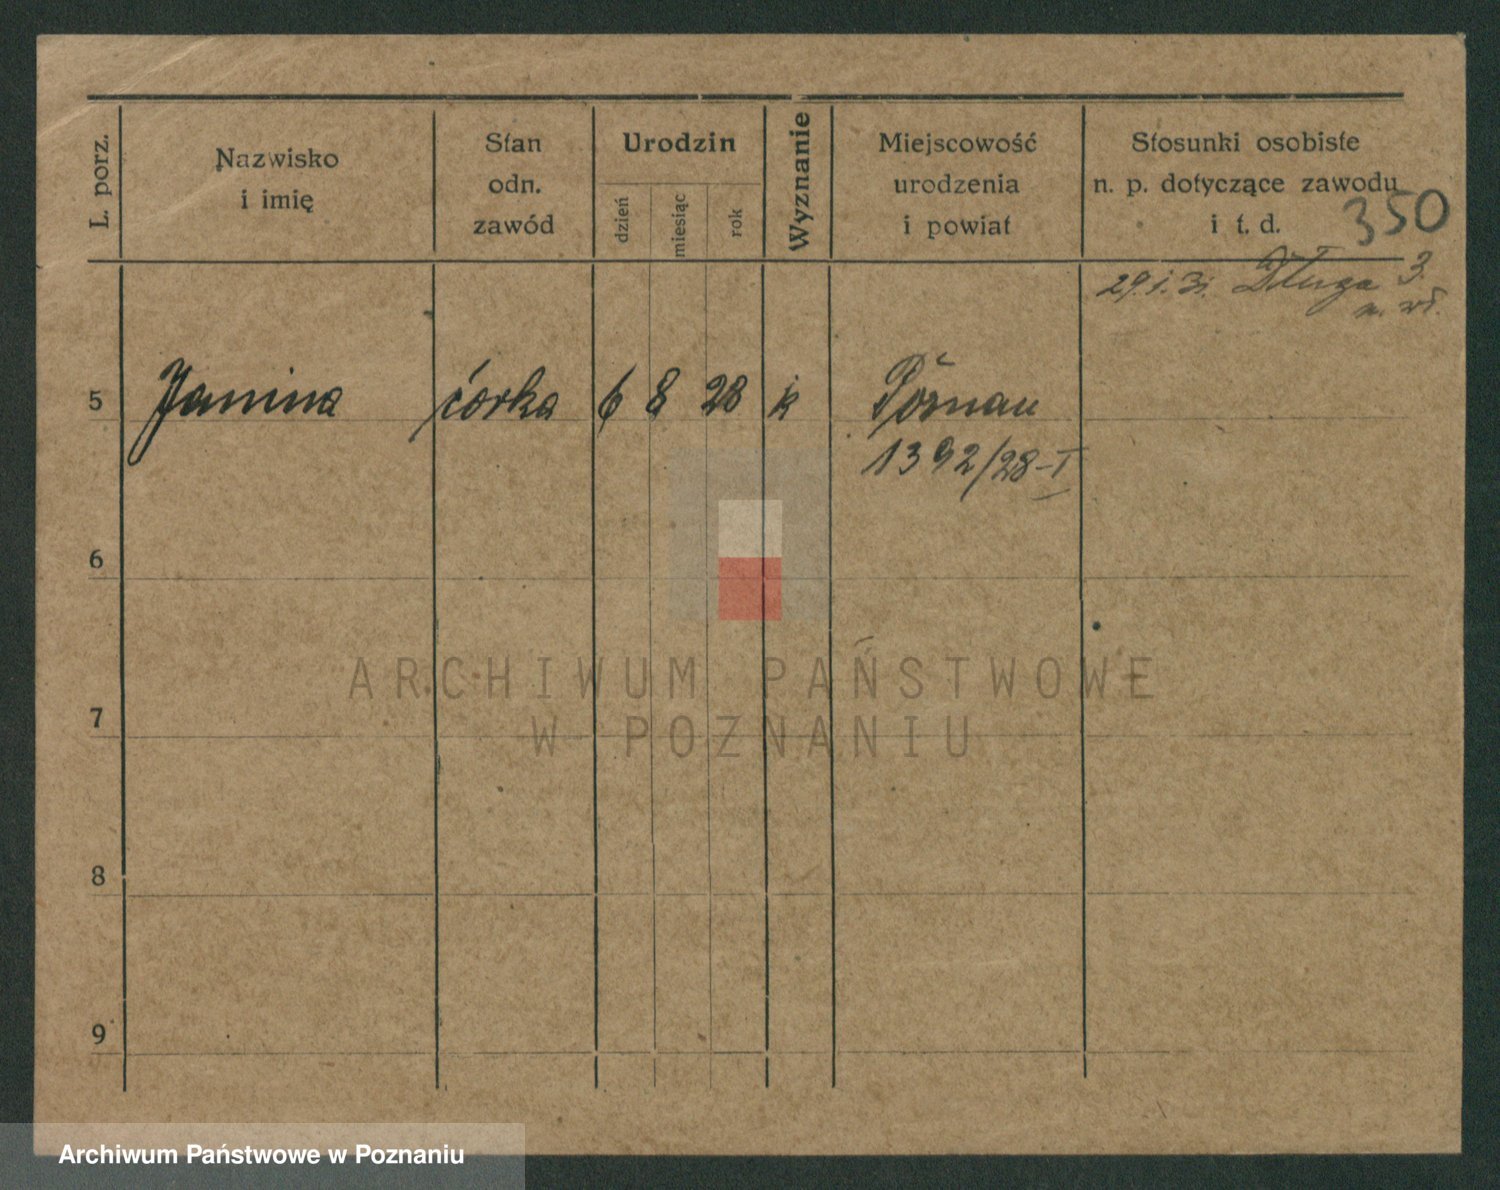 L. porz.
Nazwisko
i imię
Stan
odn.
zawód
Urodzin
dzień
miesiąc
rok
Wyznanie
Miejscowość
urodzenia
i powiat
Stosunki osobiste
n. p. dotyczące zawodu
i t. d.
350
29.1.31. Długa 3.
5 Janina córka 6 8 28 k Poznań
1392/28-I
6
ARCHIWUM PAŃSTWOWE
7
W POZNANIU
8
9
Archiwum Państwowe w Poznaniu